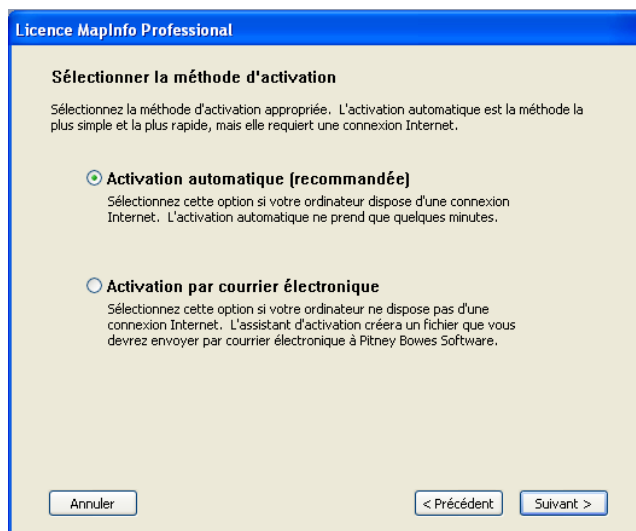 Licence MapInfo Professional
Sélectionner la méthode d'activation
Sélectionnez la méthode d'activation appropriée. L'activation automatique est la méthode la
plus simple et la plus rapide, mais elle requiert une connexion Internet.
Activation automatique (recommandée)
Sélectionnez cette option si votre ordinateur dispose d'une connexion
Internet. L'activation automatique ne prend que quelques minutes.
Activation par courrier électronique
Sélectionnez cette option si votre ordinateur ne dispose pas d'une
connexion Internet. L'assistant d'activation créera un fichier que vous
devrez envoyer par courrier électronique à Pitney Bowes Software.
Annuler
< Précédent
Suivant >